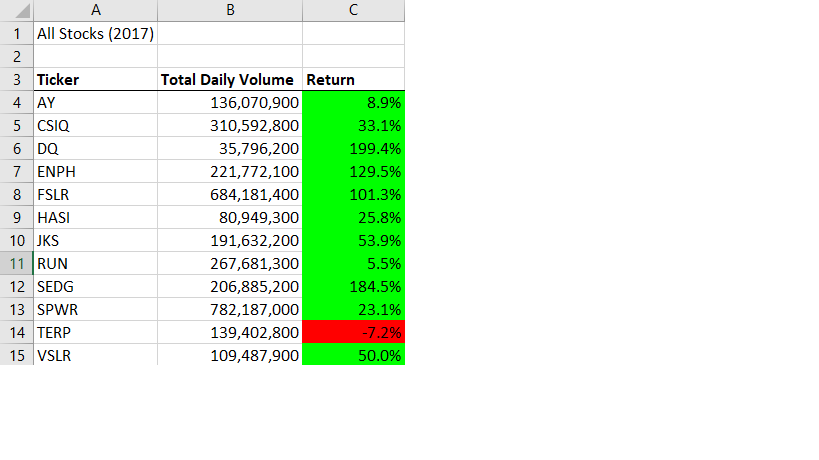 A B C
1 All Stocks (2017)
2
3 Ticker Total Daily Volume Return
4 AY 136,070,900 8.9%
5 CSIQ 310,592,800 33.1%
6 DQ 35,796,200 199.4%
7 ENPH 221,772,100 129.5%
8 FSLR 684,181,400 101.3%
9 HASI 80,949,300 25.8%
10 JKS 191,632,200 53.9%
11 RUN 267,681,300 5.5%
12 SEDG 206,885,200 184.5%
13 SPWR 782,187,000 23.1%
14 TERP 139,402,800 -7.2%
15 VSLR 109,487,900 50.0%